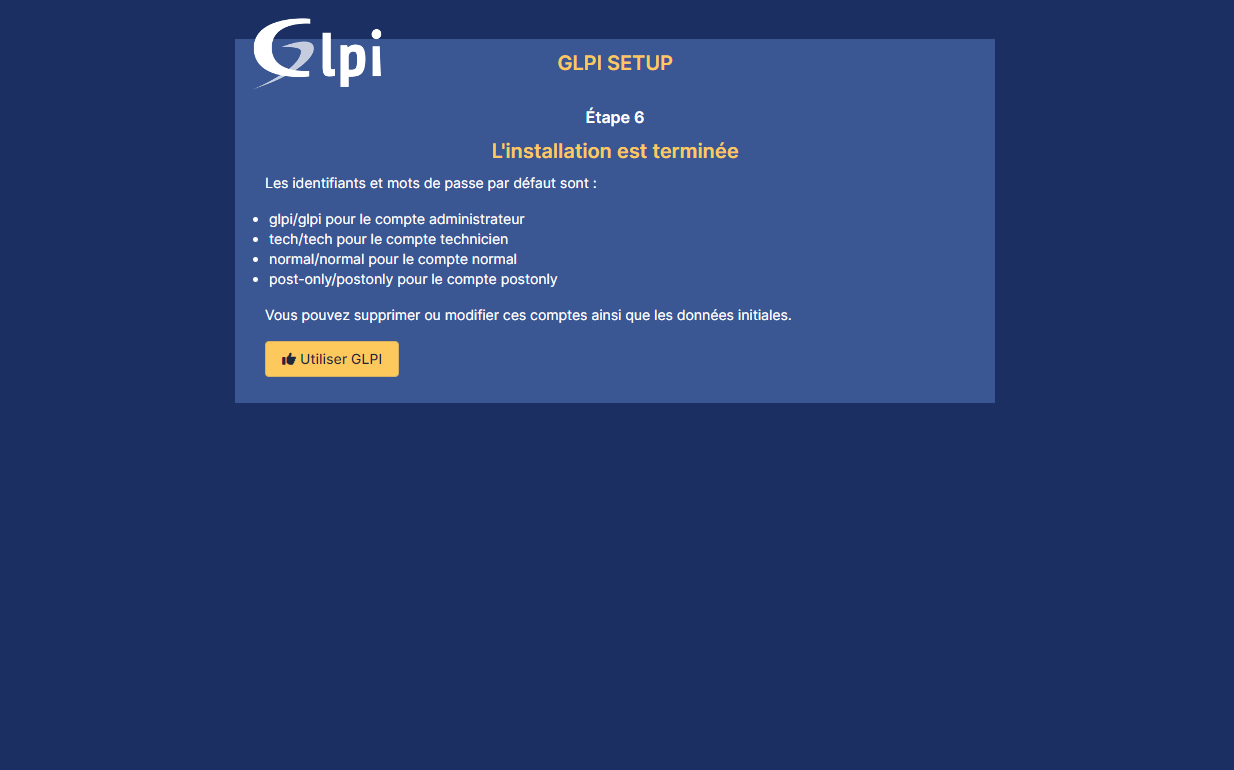 Glpi
GLPI SETUP
Étape 6
L'installation est terminée
Les identifiants et mots de passe par défaut sont :
glpi/glpi pour le compte administrateur
tech/tech pour le compte technicien
normal/normal pour le compte normal
post-only/postonly pour le compte postonly
Vous pouvez supprimer ou modifier ces comptes ainsi que les données initiales.
Utiliser GLPI